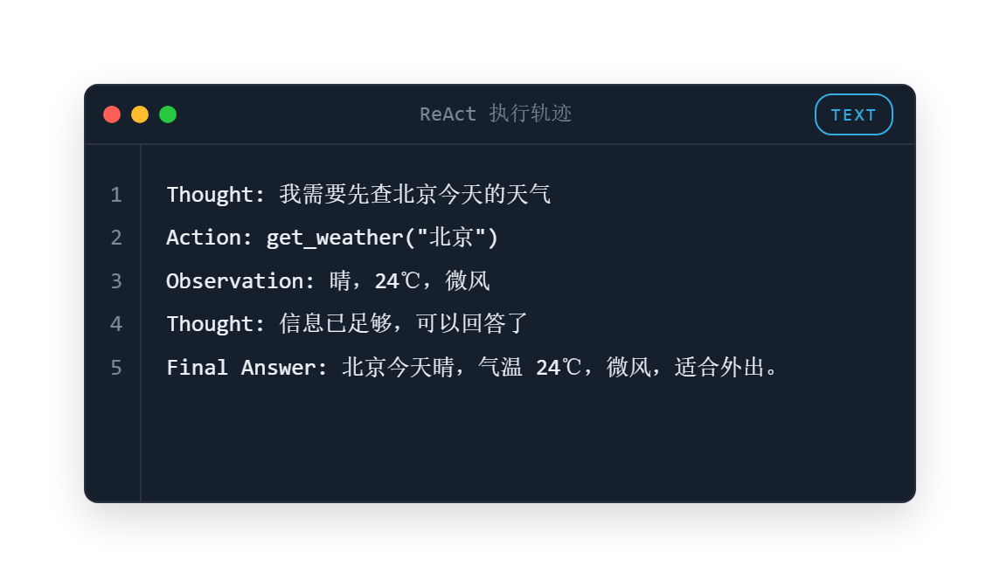 ReAct 执行轨迹
TEXT
1 Thought: 我需要先查北京今天的天气
2 Action: get_weather("北京")
3 Observation: 晴，24℃，微风
4 Thought: 信息已足够，可以回答了
5 Final Answer: 北京今天晴，气温 24℃，微风，适合外出。